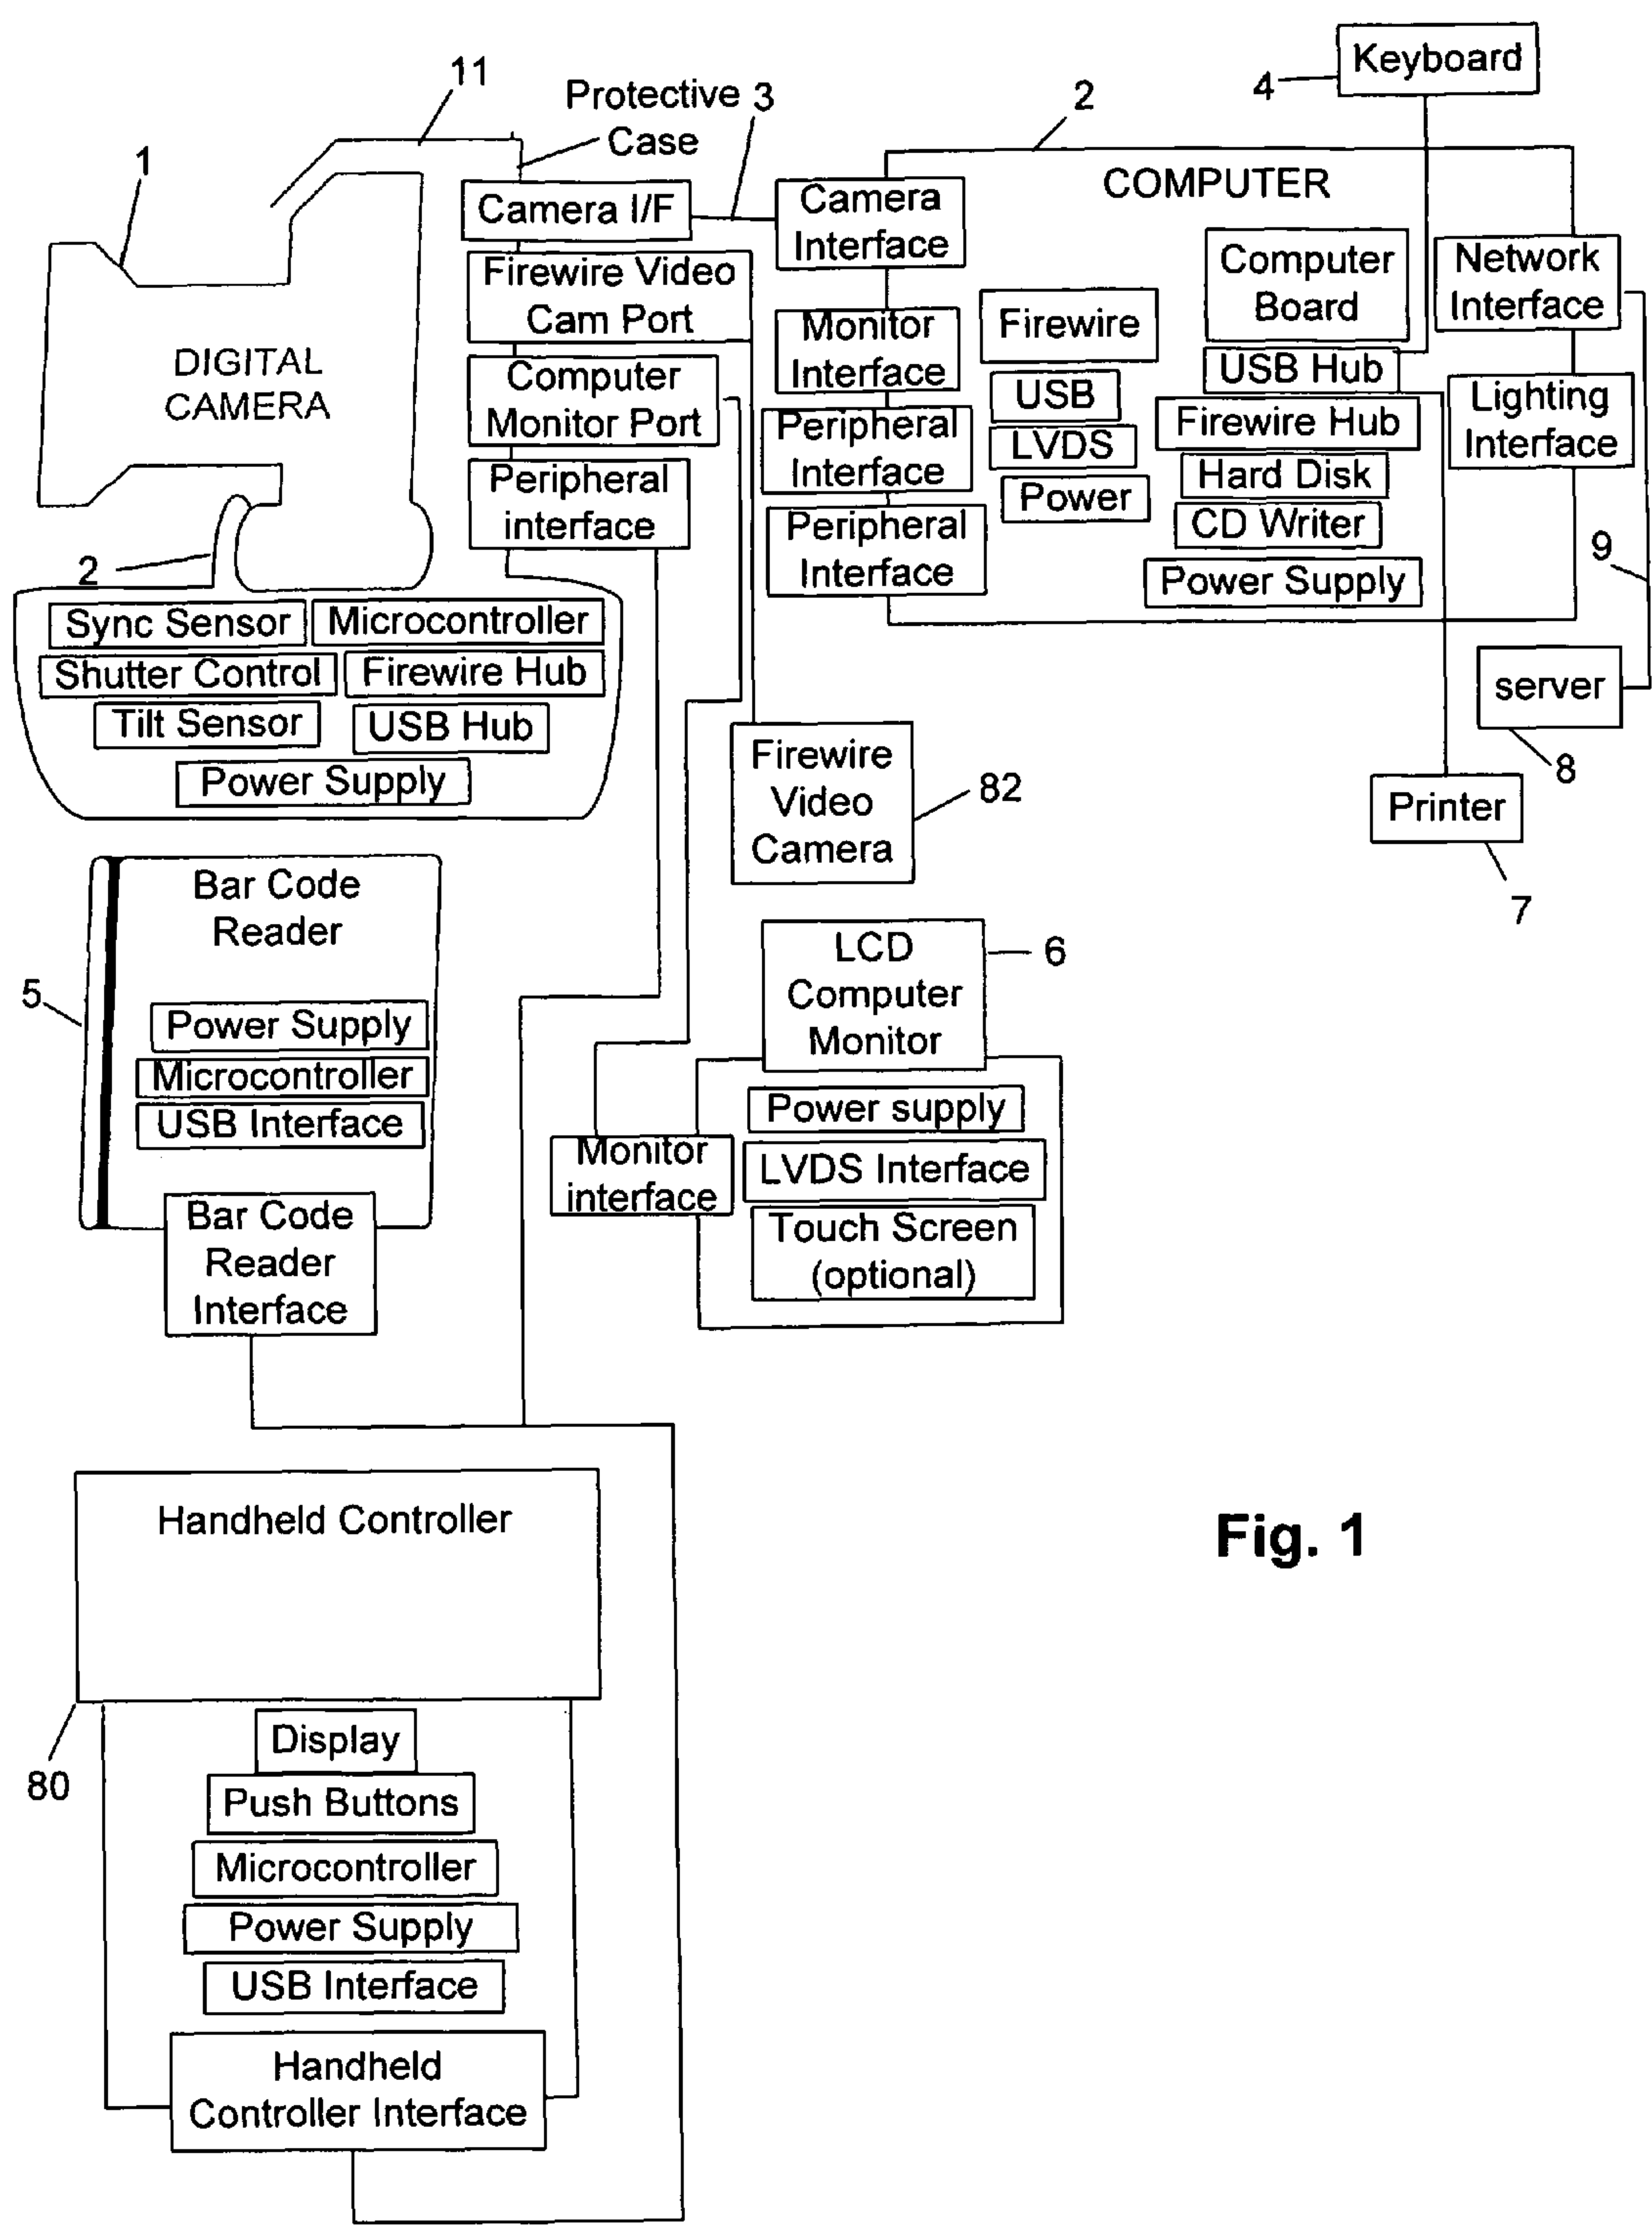 11
Protective
Case
3
2
4
Keyboard
1
COMPUTER
Camera I/F
Camera
Interface
Firewire Video
Cam Port
Computer
Board
Network
Interface
Monitor
Interface
Firewire
DIGITAL
CAMERA
Computer
Monitor Port
USB Hub
USB
Lighting
Interface
Peripheral
Interface
Firewire Hub
LVDS
Peripheral
interface
Hard Disk
Power
Peripheral
Interface
CD Writer
9
2
Power Supply
Sync Sensor
Microcontroller
Shutter Control
Firewire Hub
Tilt Sensor
USB Hub
Power Supply
server
8
Firewire
Video
Camera
82
Printer
7
Bar Code
Reader
5
Power Supply
Microcontroller
USB Interface
Bar Code
Reader
Interface
LCD
Computer
Monitor
6
Power supply
Monitor
interface
LVDS Interface
Touch Screen
(optional)
Handheld Controller
Fig. 1
80
Display
Push Buttons
Microcontroller
Power Supply
USB Interface
Handheld
Controller Interface